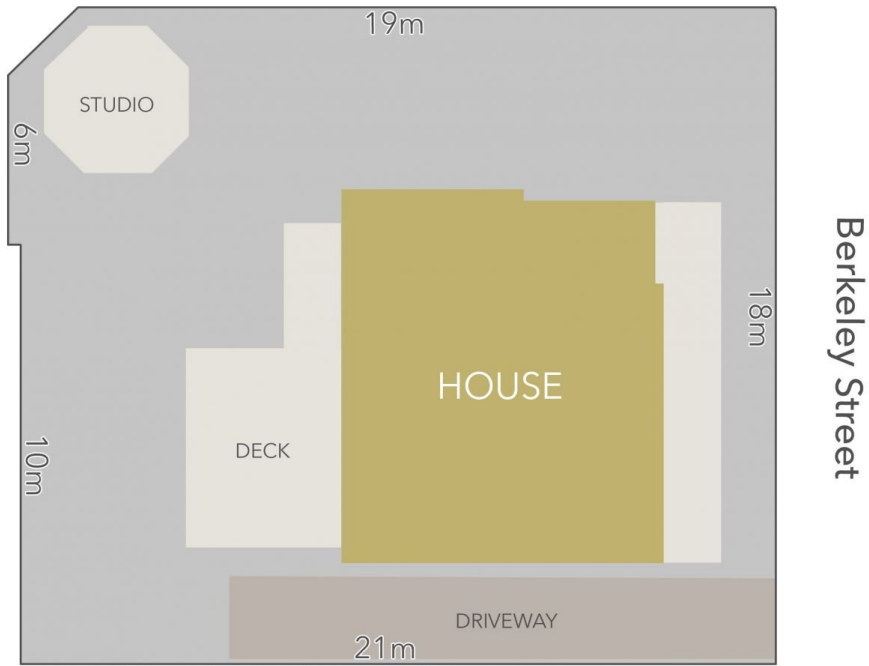 19m
STUDIO
6m
Berkeley Street
18m
HOUSE
DECK
10m
DRIVEWAY
21m